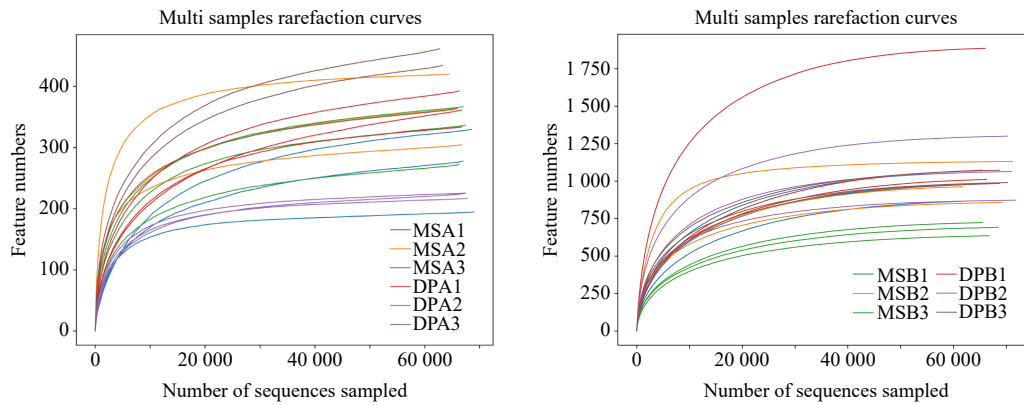 Multi samples rarefaction curves
Feature numbers
400
300
200
100
0
MSA1
MSA2
MSA3
DPA1
DPA2
DPA3
0
20 000
40 000
60 000
Number of sequences sampled
Multi samples rarefaction curves
Feature numbers
1 750
1 500
1 250
1 000
750
500
250
0
MSB1
MSB2
MSB3
DPB1
DPB2
DPB3
0
20 000
40 000
60 000
Number of sequences sampled